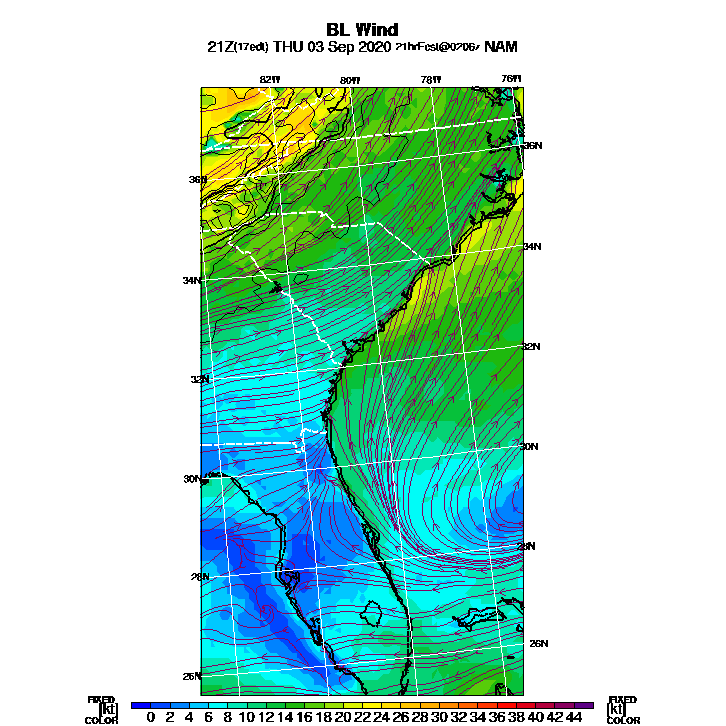 BL Wind
21Z(17edt) THU 03 Sep 2020 21hrFcst@0206z NAM
82W 80W 78W 76W
36N
36N
34N
34N
32N
32N
30N
30N
28N
28N
26N
26N
FIXED FIXED
[kt] 0 2 4 6 8 10 12 14 16 18 20 22 24 26 28 30 32 34 36 38 40 42 44 [kt]
COLOR COLOR